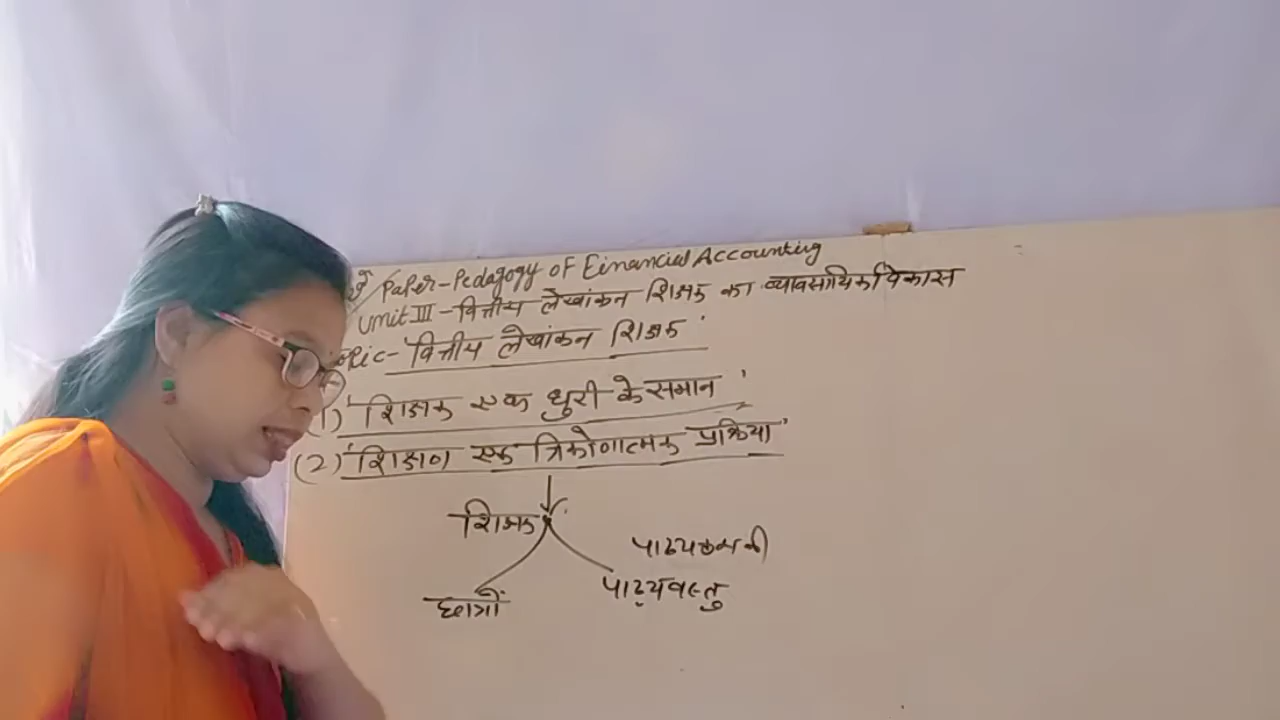 Paper-Pedagogy of Financial Accounting
Unit III - वित्तीय लेखांकन शिक्षक का व्यावसायिक विकास
Topic- 'वित्तीय लेखांकन शिक्षक'
(1) 'शिक्षक एक धुरी के समान'
(2) 'शिक्षण एक त्रिकोणात्मक प्रक्रिया'
शिक्षक
पाठ्यक्रम की
छात्रों पाठ्यवस्तु